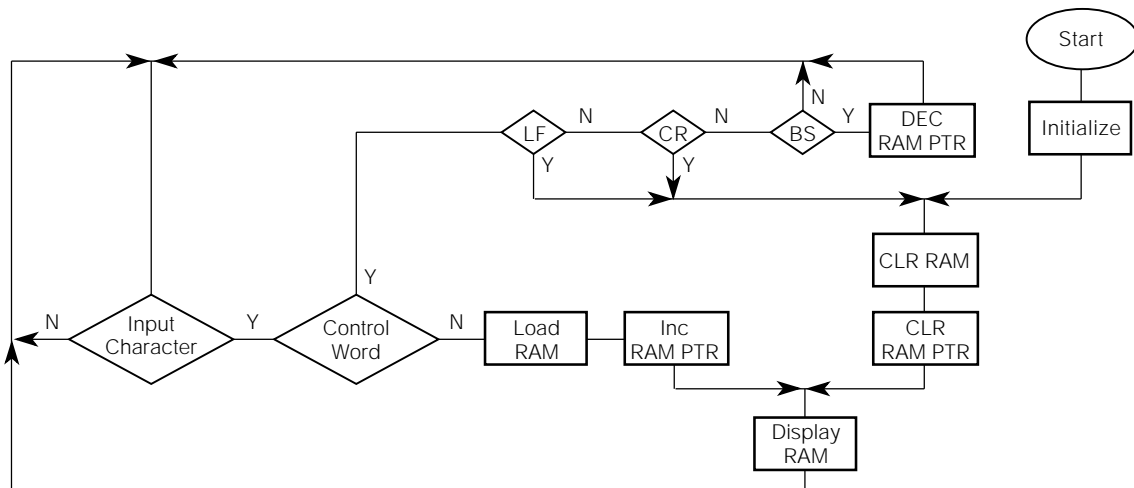 Start
N
LF
N
CR
N
BS
Y
DEC
RAM PTR
Initialize
Y
Y
CLR RAM
Y
N
Input
Character
Y
Control
Word
N
Load
RAM
Inc
RAM PTR
CLR
RAM PTR
Display
RAM